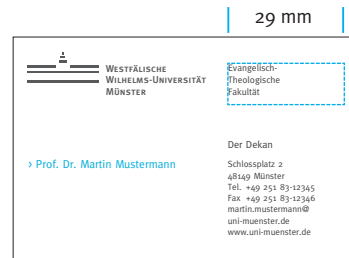 29 mm
Westfälische
Wilhelms-Universität
Münster
Evangelisch-
Theologische
Fakultät
Der Dekan
› Prof. Dr. Martin Mustermann
Schlossplatz 2
48149 Münster
Tel. +49 251 83-12345
Fax +49 251 83-12346
martin.mustermann@
uni-muenster.de
www.uni-muenster.de